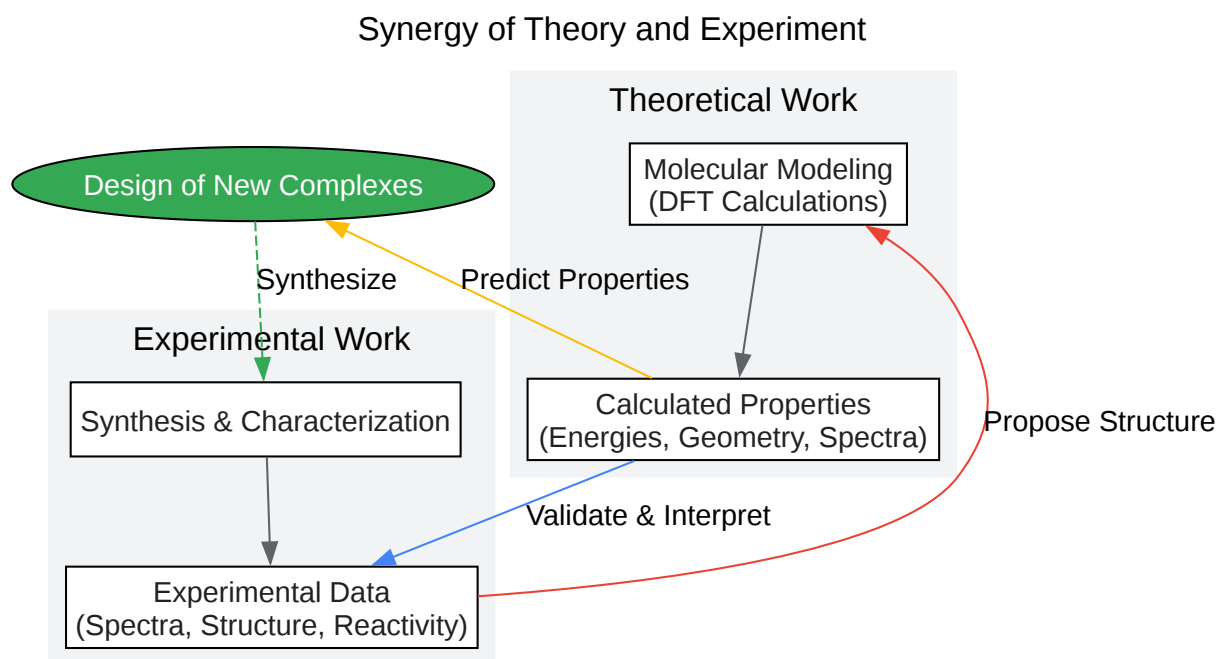 Synergy of Theory and Experiment
Theoretical Work
Molecular Modeling
(DFT Calculations)
Design of New Complexes
Synthesize
Predict Properties
Experimental Work
Synthesis & Characterization
Calculated Properties
(Energies, Geometry, Spectra)
Propose Structure
Validate & Interpret
Experimental Data
(Spectra, Structure, Reactivity)